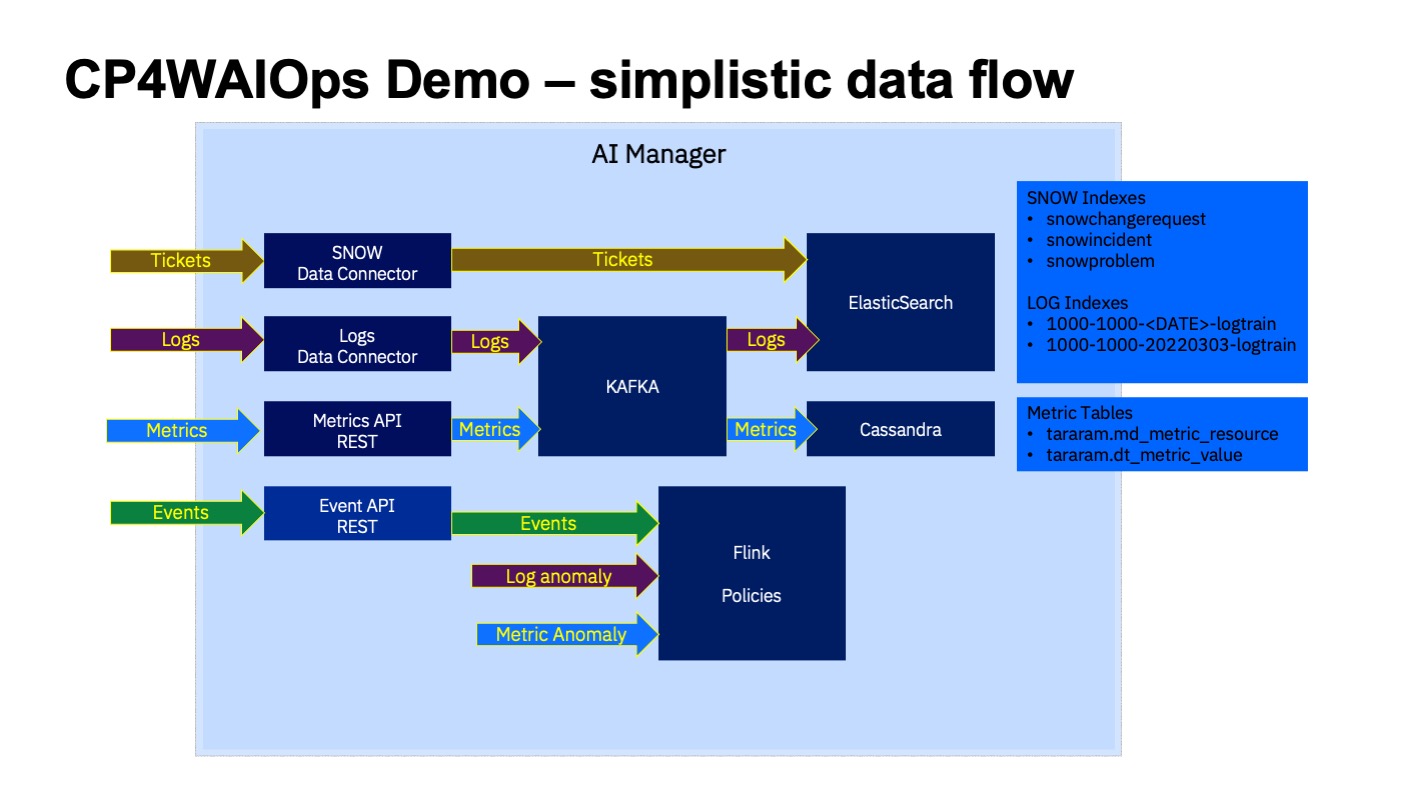 CP4WAIOps Demo – simplistic data flow
AI Manager
Tickets
SNOW
Data Connector
Tickets
ElasticSearch
SNOW Indexes
• snowchangerequest
• snowincident
• snowproblem
LOG Indexes
• 1000-1000-<DATE>-logtrain
• 1000-1000-20220303-logtrain
Logs
Logs
Data Connector
Logs
KAFKA
Logs
Metrics
Metrics API
REST
Metrics
Metrics
Cassandra
Metric Tables
• tararam.md_metric_resource
• tararam.dt_metric_value
Events
Event API
REST
Events
Log anomaly
Metric Anomaly
Flink
Policies